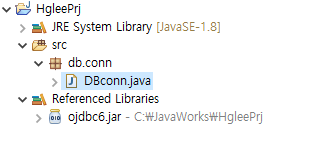 HgleePrj
JRE System Library [JavaSE-1.8]
src
db.conn
DBconn.java
Referenced Libraries
ojdbc6.jar - C:₩JavaWorks₩HgleePrj